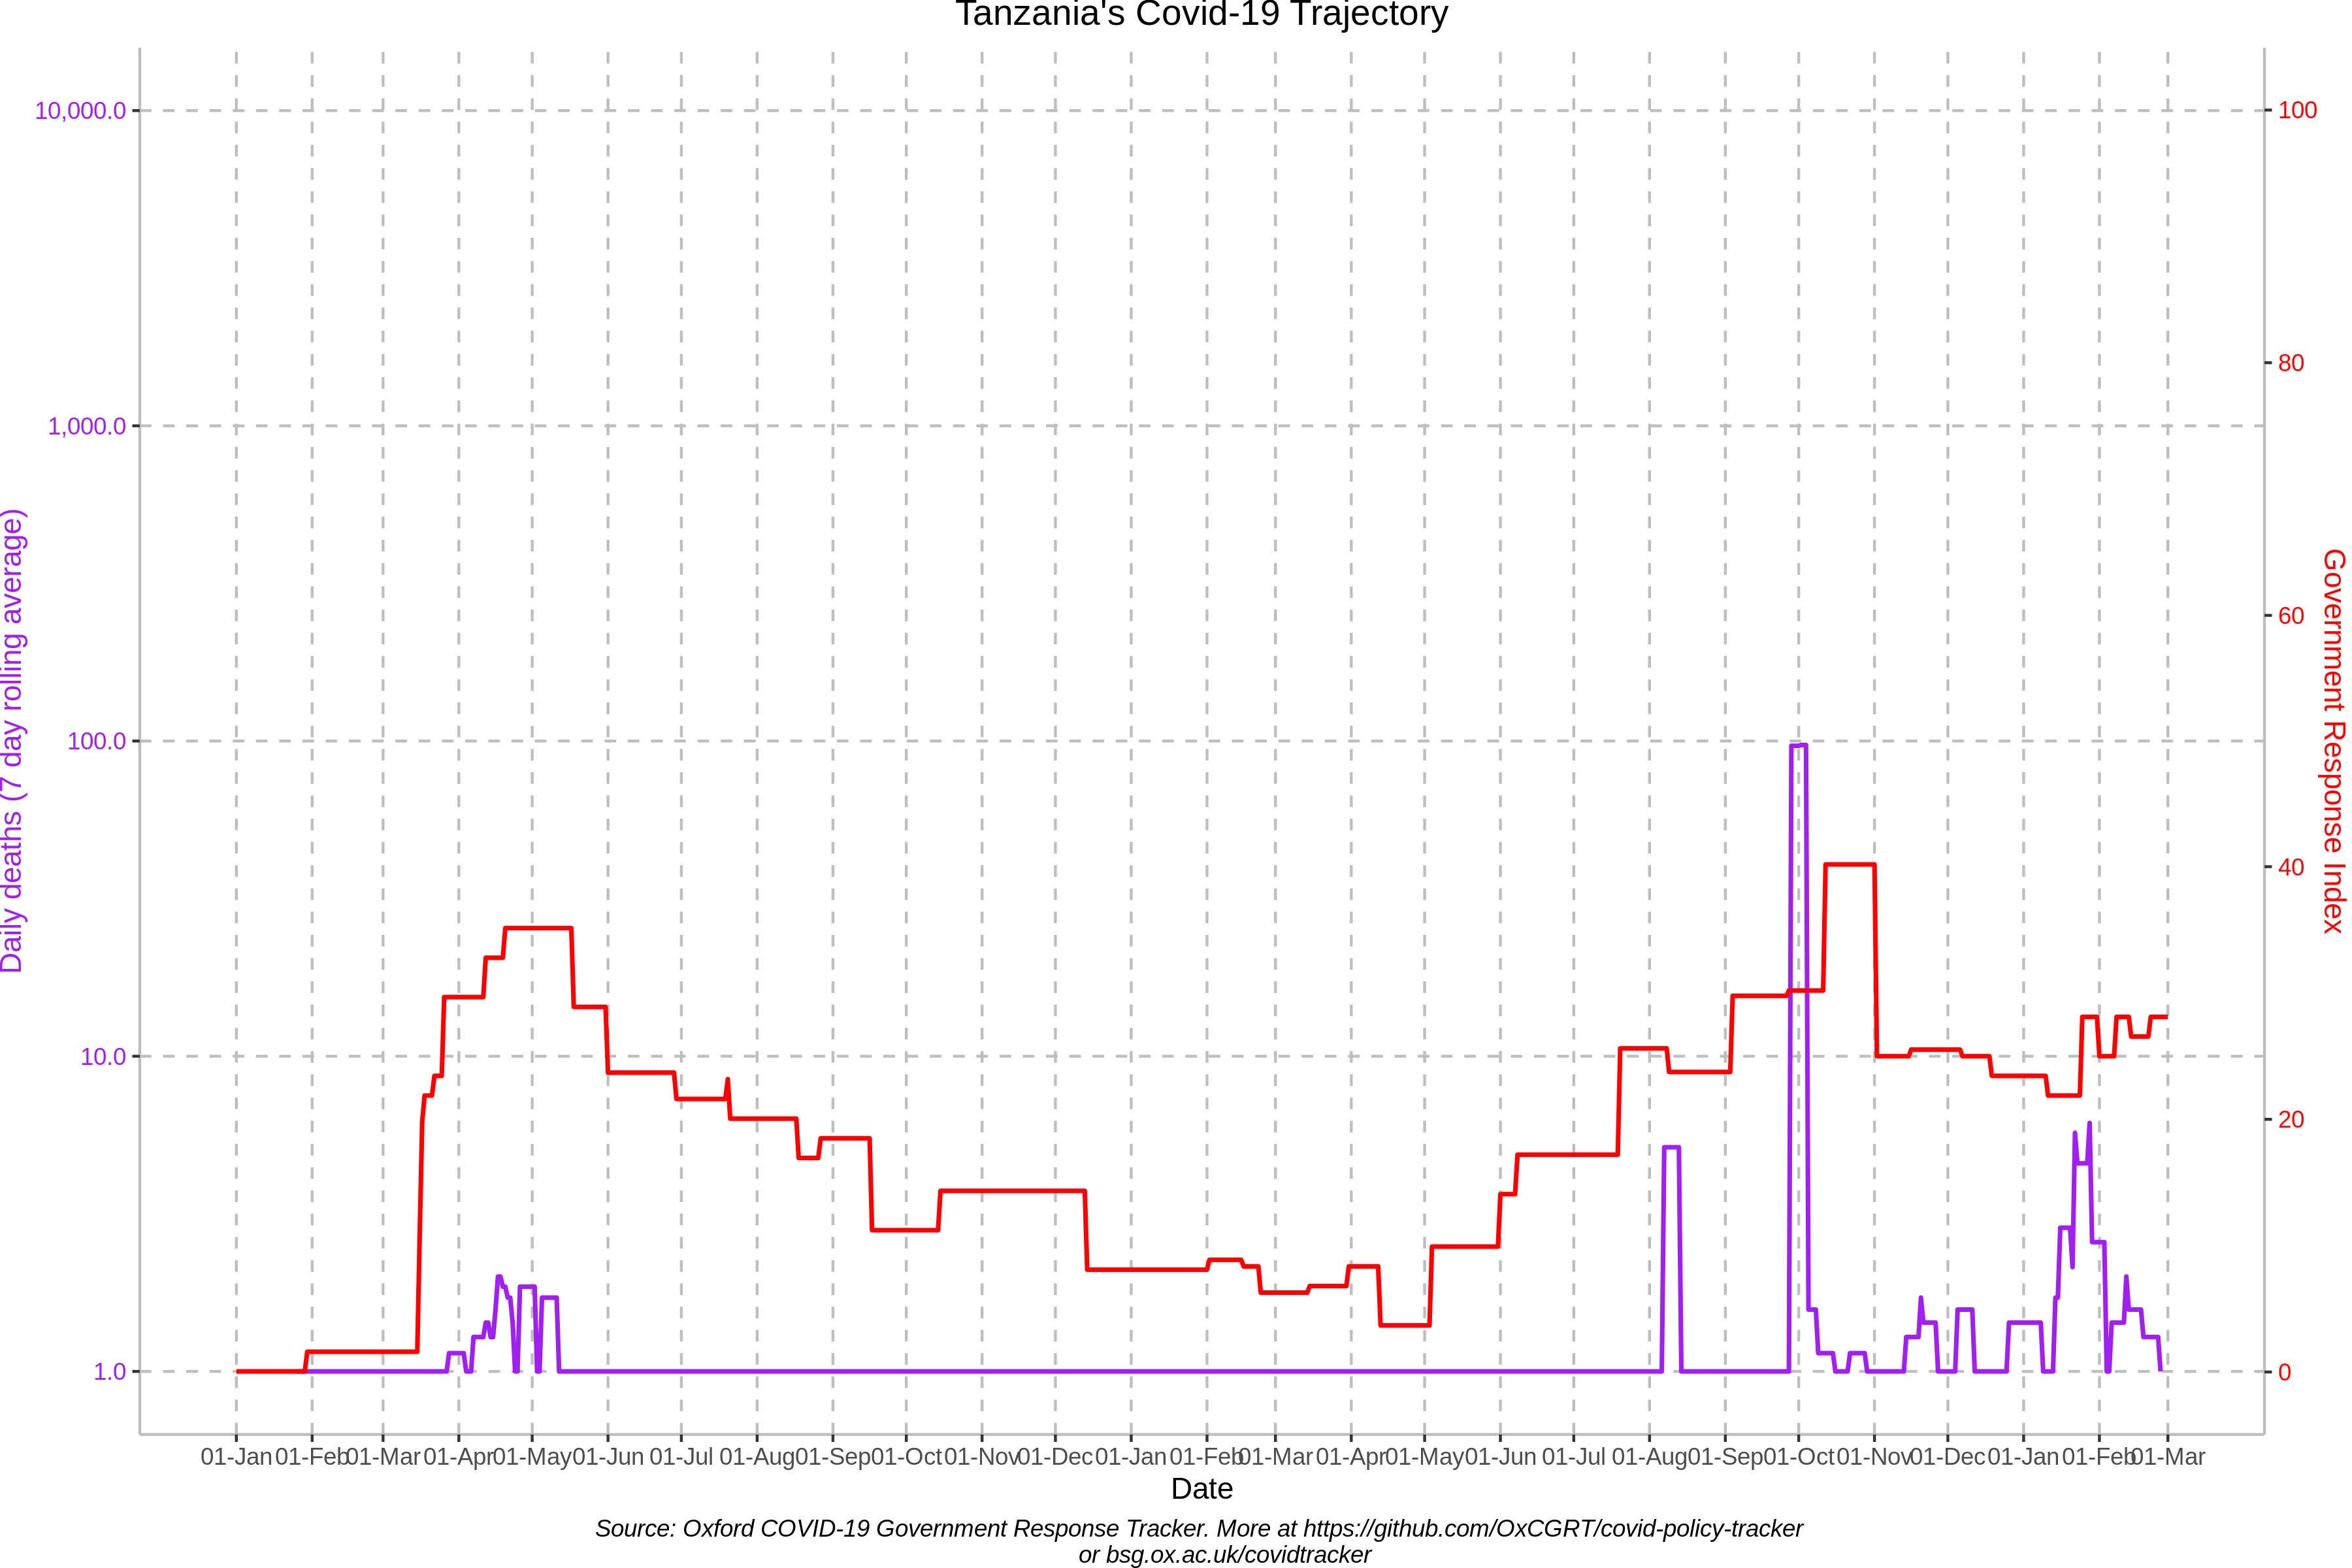 Tanzania's Covid-19 Trajectory
10,000.0
1,000.0
100.0
10.0
1.0
Daily deaths (7 day rolling average)
100
80
60
40
20
0
Government Response Index
01-Jan 01-Feb 01-Mar 01-Apr 01-May 01-Jun 01-Jul 01-Aug 01-Sep 01-Oct 01-Nov 01-Dec 01-Jan 01-Feb 01-Mar 01-Apr 01-May 01-Jun 01-Jul 01-Aug 01-Sep 01-Oct 01-Nov 01-Dec 01-Jan 01-Feb 01-Mar
Date
Source: Oxford COVID-19 Government Response Tracker. More at https://github.com/OxCGRT/covid-policy-tracker
or bsg.ox.ac.uk/covidtracker